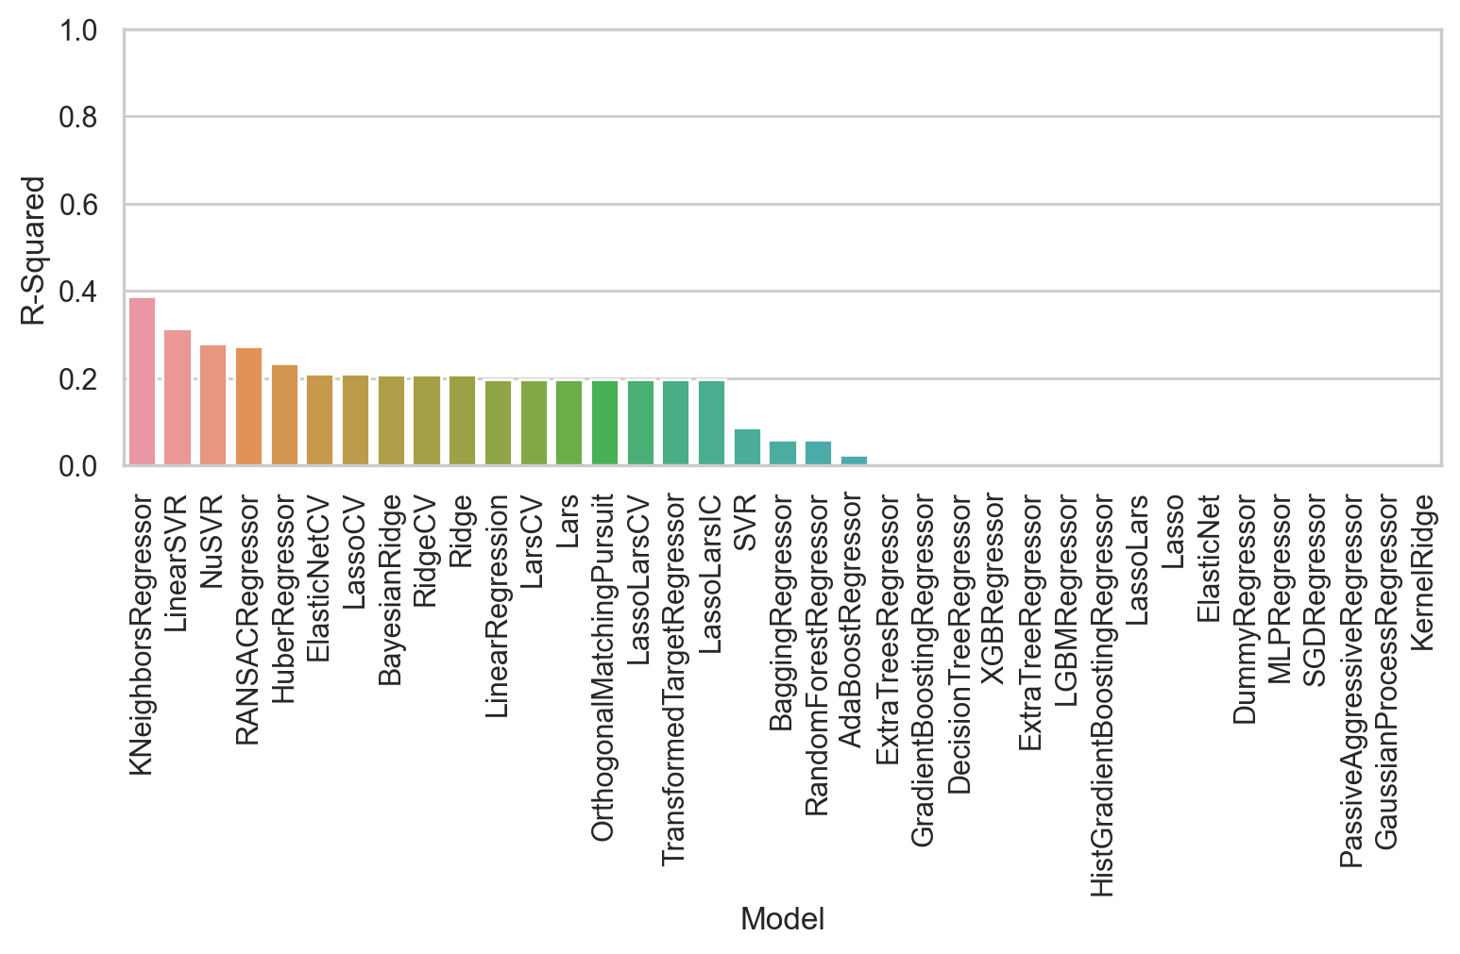 1.0
0.8
0.6
0.4
0.2
0.0
R-Squared
KNeighborsRegressor
LinearSVR
NuSVR
RANSACRegressor
HuberRegressor
ElasticNetCV
LassoCV
BayesianRidge
RidgeCV
Ridge
LinearRegression
LarsCV
Lars
OrthogonalMatchingPursuit
LassoLarsCV
TransformedTargetRegressor
LassoLarsIC
SVR
BaggingRegressor
RandomForestRegressor
AdaBoostRegressor
ExtraTreesRegressor
GradientBoostingRegressor
DecisionTreeRegressor
XGBRegressor
ExtraTreeRegressor
LGBMRegressor
HistGradientBoostingRegressor
LassoLars
Lasso
ElasticNet
DummyRegressor
MLPRegressor
SGDRegressor
PassiveAggressiveRegressor
GaussianProcessRegressor
KernelRidge
Model